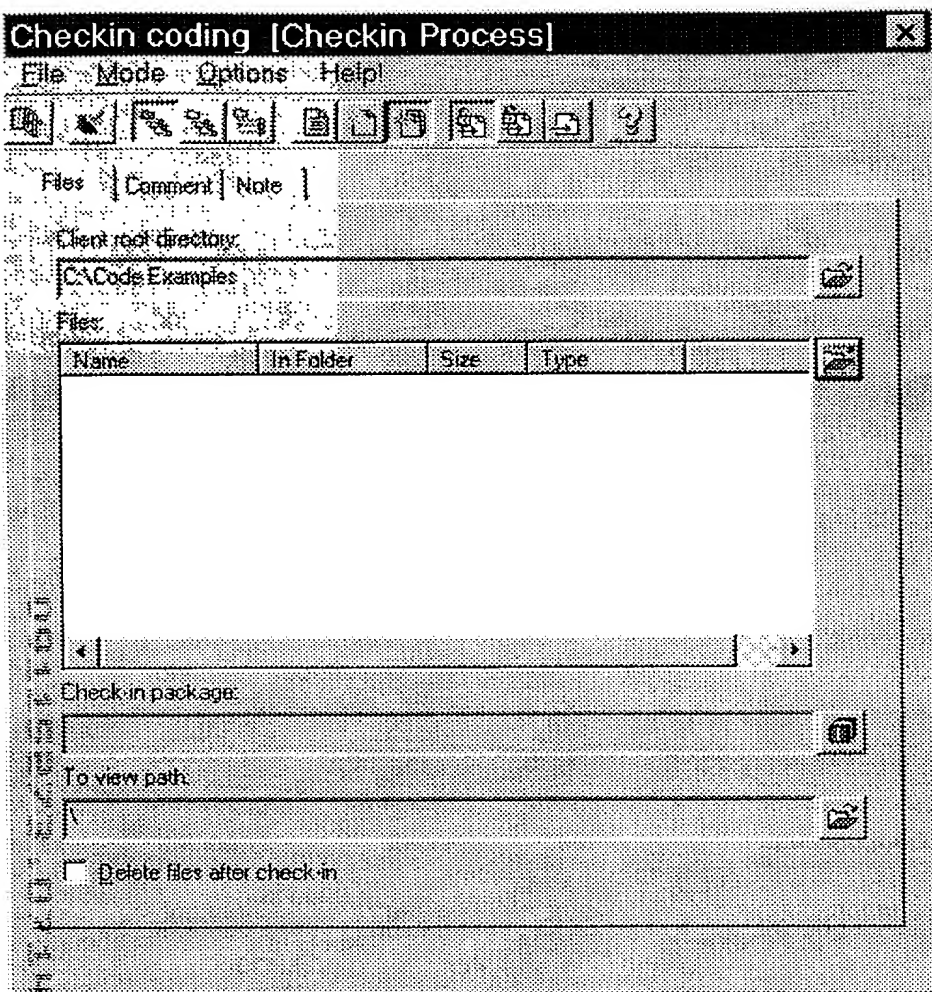 Checkin coding [Checkin Process]
File Mode Options Help!
Files Comment Note
Client root directory:
C:\Code Examples
Files:
Name In Folder Size Type
Check-in package:
To view path:
\
Delete files after check-in